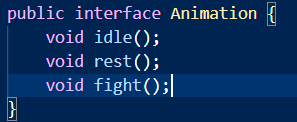 public interface Animation {
    void idle();
    void rest();
    void fight();
}